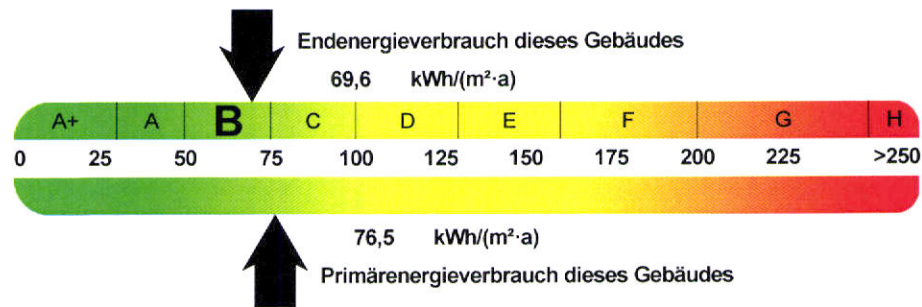 Endenergieverbrauch dieses Gebäudes
69,6 kWh/(m²·a)
A+ A B C D E F G H
0 25 50 75 100 125 150 175 200 225 >250
76,5 kWh/(m²·a)
Primärenergieverbrauch dieses Gebäudes